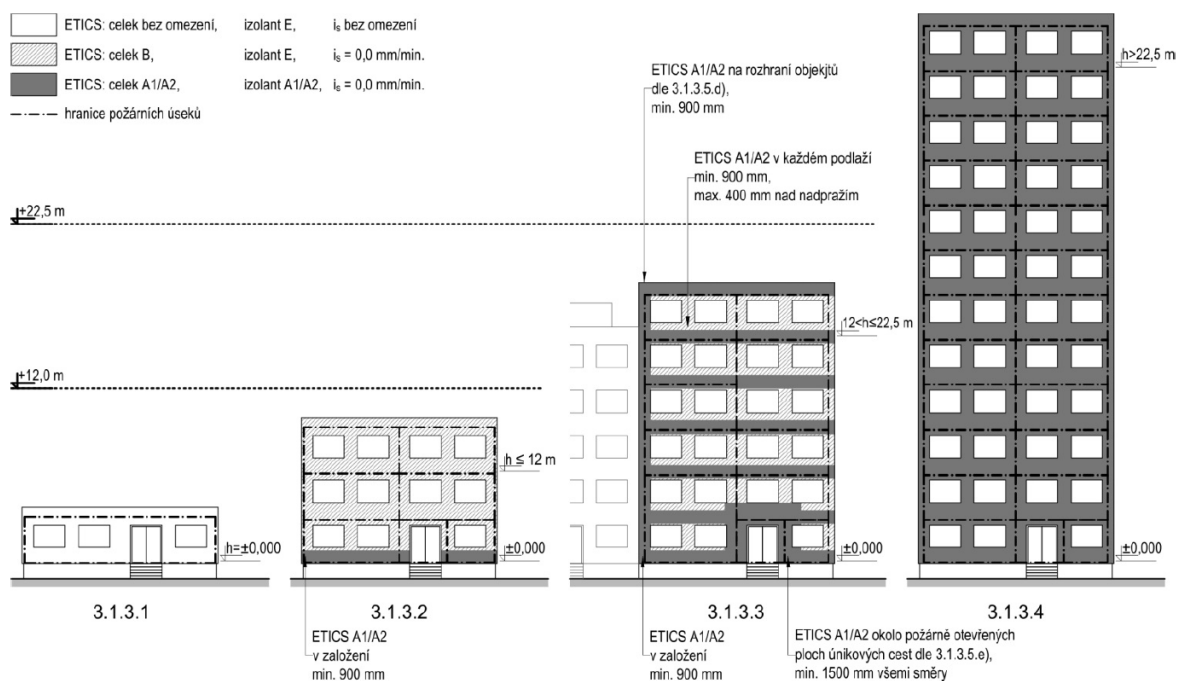 ETICS: celek bez omezení, izolant E, iₛ bez omezení
ETICS: celek B, izolant E, iₛ = 0,0 mm/min.
ETICS: celek A1/A2, izolant A1/A2, iₛ = 0,0 mm/min.
hranice požárních úseků
ETICS A1/A2 na rozhraní objekjtů
dle 3.1.3.5.d),
min. 900 mm
h>22,5 m
ETICS A1/A2 v každém podlaží
min. 900 mm,
max. 400 mm nad nadpražím
+22,5 m
12<h≤22,5 m
+12,0 m
h ≤ 12 m
h=±0,000
±0,000
±0,000
±0,000
3.1.3.1
3.1.3.2
3.1.3.3
3.1.3.4
ETICS A1/A2
v založení
min. 900 mm
ETICS A1/A2
v založení
min. 900 mm
ETICS A1/A2 okolo požárně otevřených
ploch únikových cest dle 3.1.3.5.e),
min. 1500 mm všemi směry